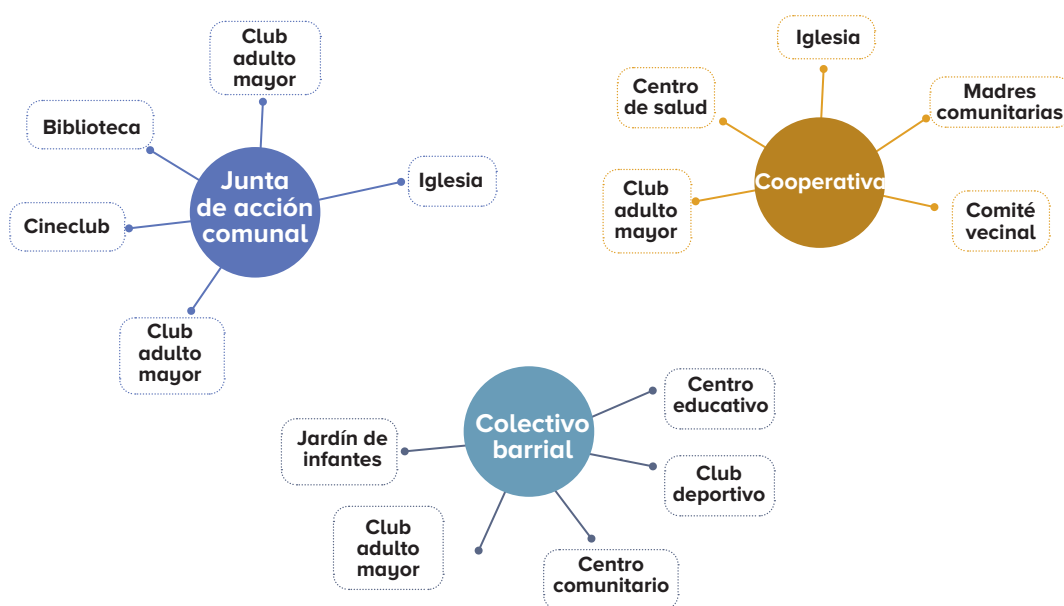 Club
adulto
mayor
Biblioteca
Junta
de acción
comunal
Iglesia
Cineclub
Club
adulto
mayor
Iglesia
Centro
de salud
Madres
comunitarias
Cooperativa
Club
adulto
mayor
Comité
vecinal
Centro
educativo
Colectivo
barrial
Jardín de
infantes
Club
deportivo
Club
adulto
mayor
Centro
comunitario